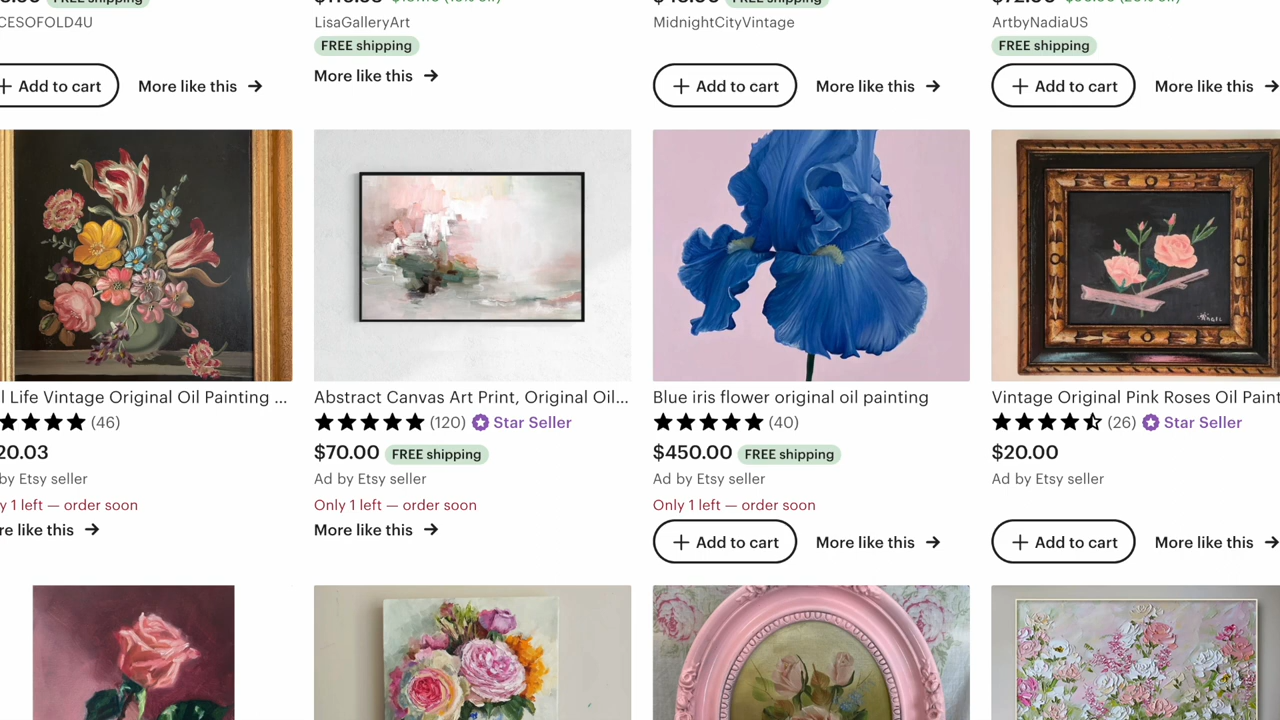 FREE shipping
CESOFOLD4U
LisaGalleryArt
FREE shipping
More like this →
FREE shipping
MidnightCityVintage
ArtbyNadiaUS
FREE shipping
+ Add to cart More like this →
+ Add to cart More like this →
+ Add to cart More like this →
l Life Vintage Original Oil Painting ...
(46)
20.03
by Etsy seller
y 1 left — order soon
re like this →
Abstract Canvas Art Print, Original Oil...
(120) Star Seller
$70.00 FREE shipping
Ad by Etsy seller
Only 1 left — order soon
More like this →
Blue iris flower original oil painting
(40)
$450.00 FREE shipping
Ad by Etsy seller
Only 1 left — order soon
+ Add to cart More like this →
Vintage Original Pink Roses Oil Paint
(26) Star Seller
$20.00
Ad by Etsy seller
+ Add to cart More like this →